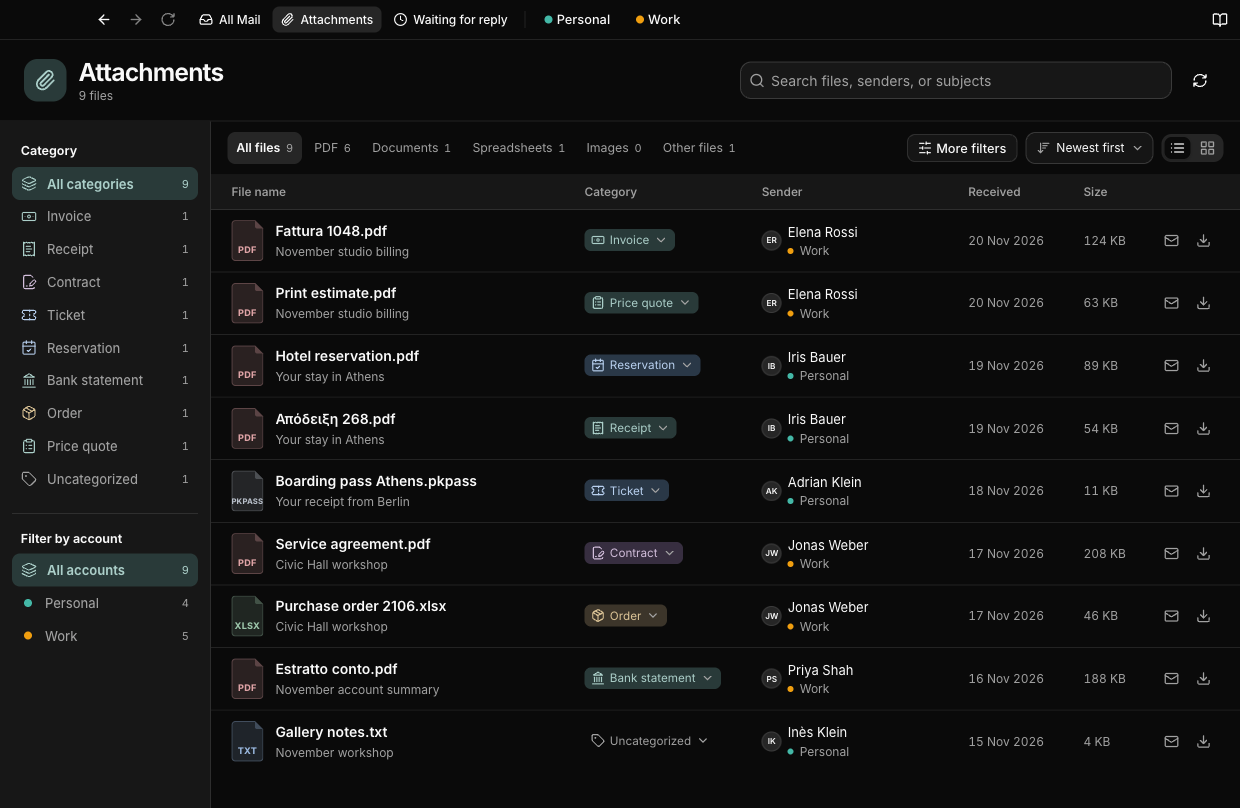 All Mail
Attachments
Waiting for reply
Personal
Work
Attachments
9 files
Search files, senders, or subjects
Category
All categories 9
Invoice 1
Receipt 1
Contract 1
Ticket 1
Reservation 1
Bank statement 1
Order 1
Price quote 1
Uncategorized 1
Filter by account
All accounts 9
Personal 4
Work 5
All files 9
PDF 6
Documents 1
Spreadsheets 1
Images 0
Other files 1
More filters
Newest first
File name Category Sender Received Size
PDF Fattura 1048.pdf
November studio billing
Invoice
ER Elena Rossi
Work
20 Nov 2026
124 KB
PDF Print estimate.pdf
November studio billing
Price quote
ER Elena Rossi
Work
20 Nov 2026
63 KB
PDF Hotel reservation.pdf
Your stay in Athens
Reservation
IB Iris Bauer
Personal
19 Nov 2026
89 KB
PDF Απόδειξη 268.pdf
Your stay in Athens
Receipt
IB Iris Bauer
Personal
19 Nov 2026
54 KB
PKPASS Boarding pass Athens.pkpass
Your receipt from Berlin
Ticket
AK Adrian Klein
Personal
18 Nov 2026
11 KB
PDF Service agreement.pdf
Civic Hall workshop
Contract
JW Jonas Weber
Work
17 Nov 2026
208 KB
XLSX Purchase order 2106.xlsx
Civic Hall workshop
Order
JW Jonas Weber
Work
17 Nov 2026
46 KB
PDF Estratto conto.pdf
November account summary
Bank statement
PS Priya Shah
Work
16 Nov 2026
188 KB
TXT Gallery notes.txt
November workshop
Uncategorized
IK Inès Klein
Personal
15 Nov 2026
4 KB